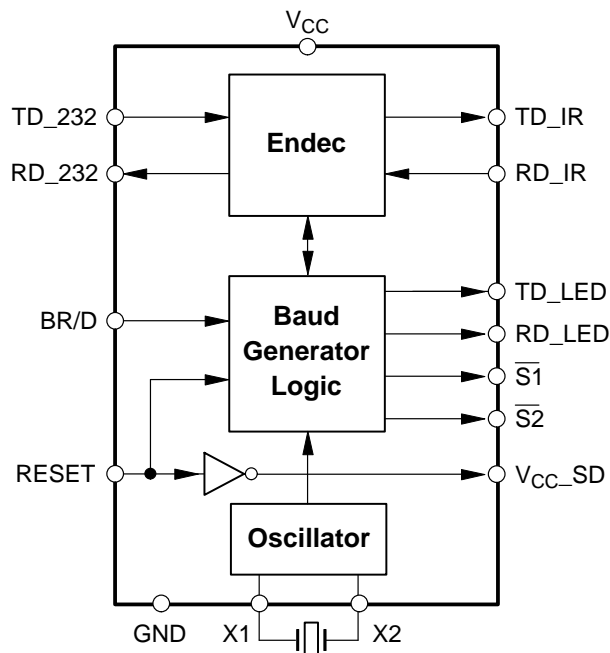 VCC
TD_232
Endec
TD_IR
RD_232
RD_IR
BR/D
Baud
Generator
Logic
TD_LED
RD_LED
S1
S2
RESET
VCC_SD
Oscillator
GND
X1
X2